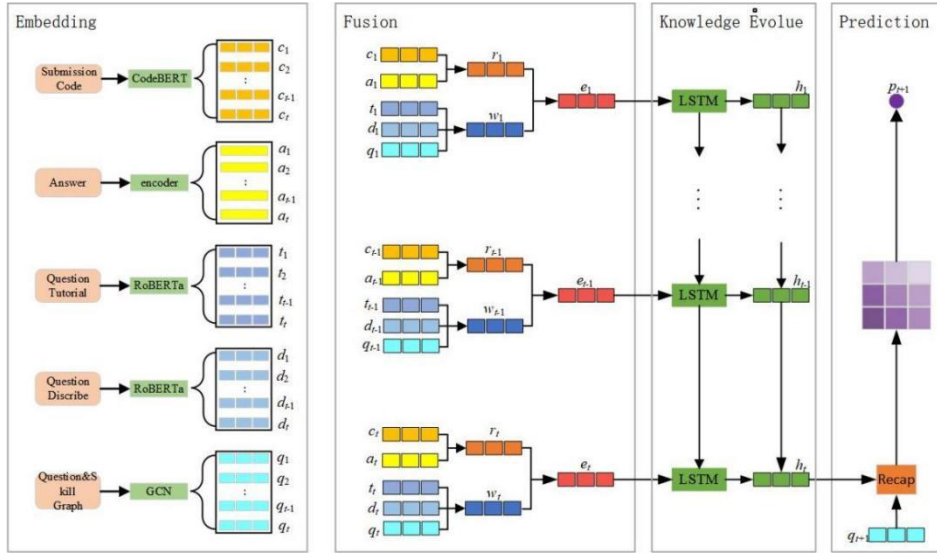 Embedding
Submission
Code
CodeBERT
c1
c2
:
ct-1
ct
Answer
encoder
a1
a2
:
at-1
at
Question
Tutorial
RoBERTa
t1
t2
:
tt-1
tt
Question
Discribe
RoBERTa
d1
d2
:
dt-1
dt
Question&S
kill
Graph
GCN
q1
q2
:
qt-1
qt
Fusion
c1
a1
t1
d1
q1
r1
w1
e1
ct-1
at-1
tt-1
dt-1
qt-1
rt-1
wt-1
et-1
ct
at
tt
dt
qt
rt
wt
et
Knowledge Evolue
LSTM
h1
⋮ ⋮
LSTM
ht-1
LSTM
ht
Prediction
pt+1
Recap
qt+1